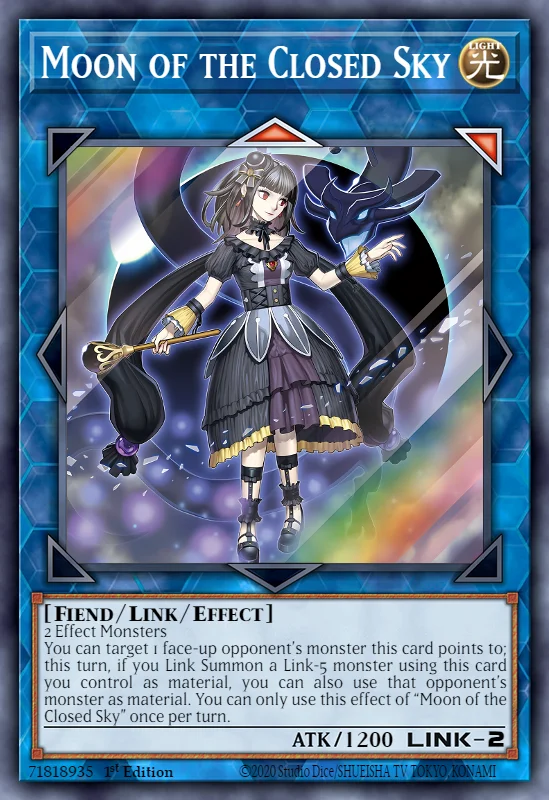 MOON OF THE CLOSED SKY
LIGHT
光
[FIEND/LINK/EFFECT]
2 Effect Monsters
You can target 1 face-up opponent's monster this card points to;
this turn, if you Link Summon a Link-5 monster using this card
you control as material, you can also use that opponent's
monster as material. You can only use this effect of "Moon of the
Closed Sky" once per turn.
ATK/1200 LINK-2
71818935 1st Edition ©2020 Studio Dice/SHUEISHA, TV TOKYO, KONAMI